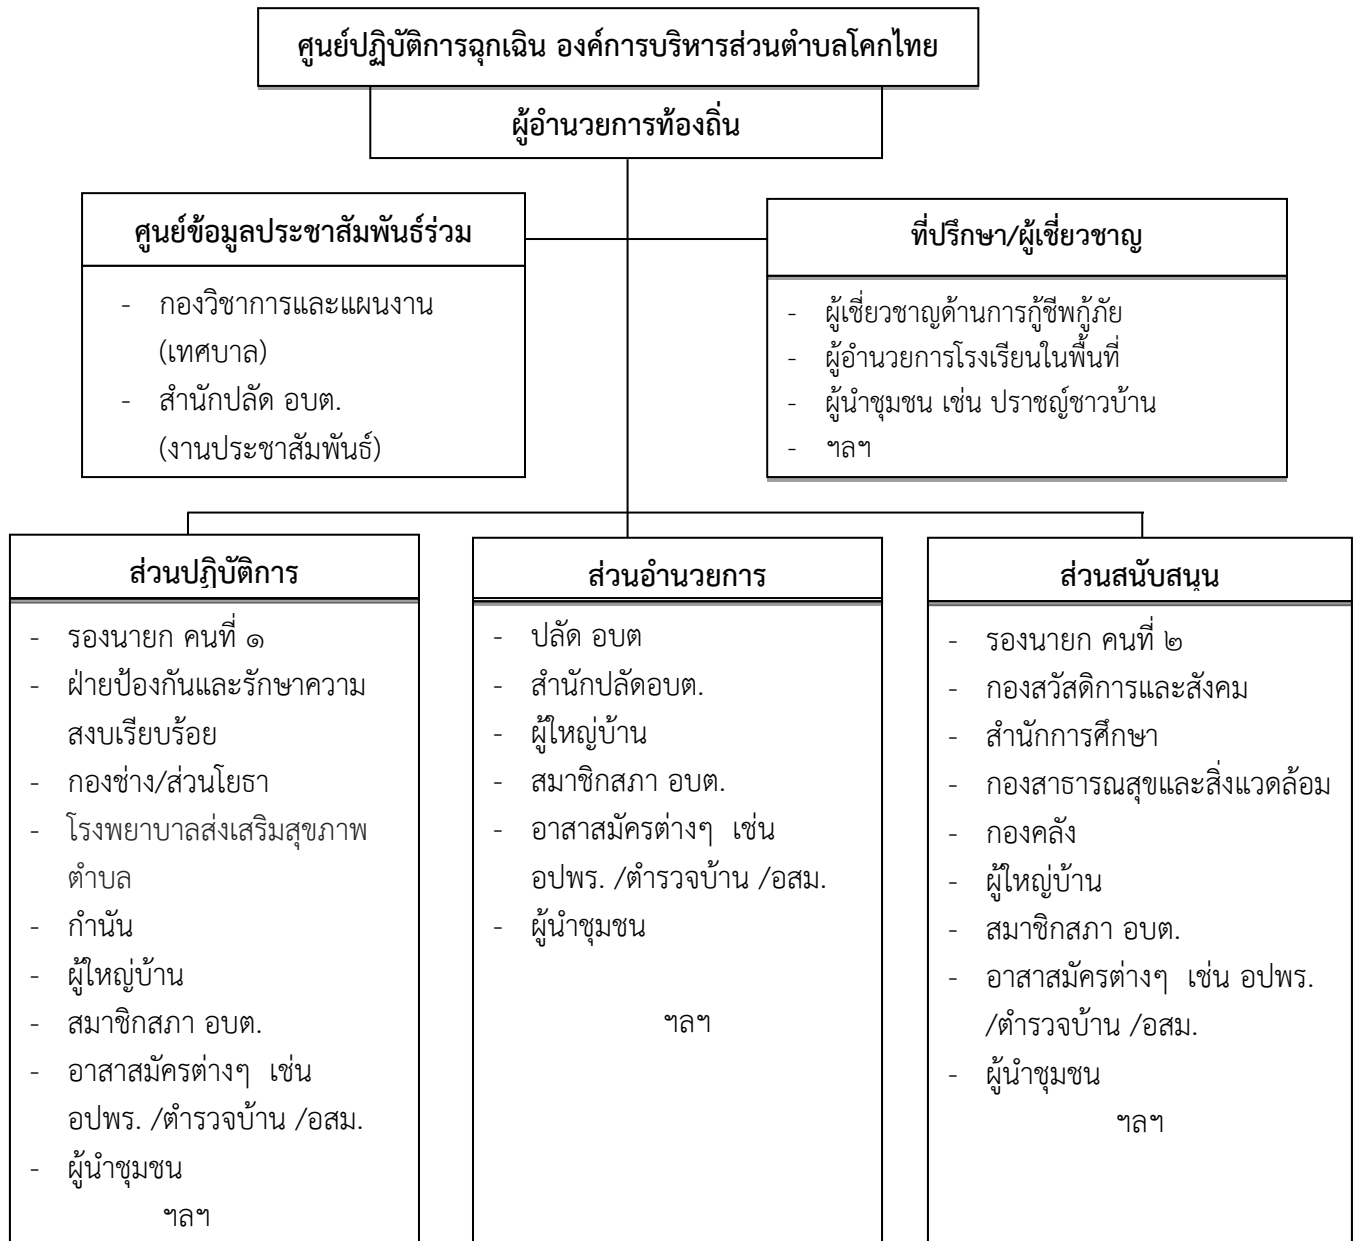 ศูนย์ปฏิบัติการฉุกเฉิน องค์การบริหารส่วนตำบลโคกไทย
ผู้อำนวยการท้องถิ่น
ศูนย์ข้อมูลประชาสัมพันธ์ร่วม
- กองวิชาการและแผนงาน
(เทศบาล)
- สำนักปลัด อบต.
(งานประชาสัมพันธ์)
ที่ปรึกษา/ผู้เชี่ยวชาญ
- ผู้เชี่ยวชาญด้านการกู้ชีพกู้ภัย
- ผู้อำนวยการโรงเรียนในพื้นที่
- ผู้นำชุมชน เช่น ปราชญ์ชาวบ้าน
- ฯลฯ
ส่วนปฏิบัติการ
- รองนายก คนที่ ๑
- ฝ่ายป้องกันและรักษาความ
สงบเรียบร้อย
- กองช่าง/ส่วนโยธา
- โรงพยาบาลส่งเสริมสุขภาพ
ตำบล
- กำนัน
- ผู้ใหญ่บ้าน
- สมาชิกสภา อบต.
- อาสาสมัครต่างๆ เช่น
อปพร. /ตำรวจบ้าน /อสม.
- ผู้นำชุมชน
ฯลฯ
ส่วนอำนวยการ
- ปลัด อบต
- สำนักปลัดอบต.
- ผู้ใหญ่บ้าน
- สมาชิกสภา อบต.
- อาสาสมัครต่างๆ เช่น
อปพร. /ตำรวจบ้าน /อสม.
- ผู้นำชุมชน
ฯลฯ
ส่วนสนับสนุน
- รองนายก คนที่ ๒
- กองสวัสดิการและสังคม
- สำนักการศึกษา
- กองสาธารณสุขและสิ่งแวดล้อม
- กองคลัง
- ผู้ใหญ่บ้าน
- สมาชิกสภา อบต.
- อาสาสมัครต่างๆ เช่น อปพร.
/ตำรวจบ้าน /อสม.
- ผู้นำชุมชน
ฯลฯ